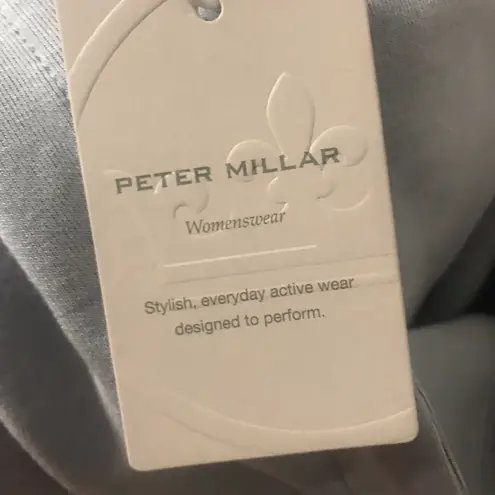 PETER MILLAR
Womenswear
Stylish, everyday active wear
designed to perform.